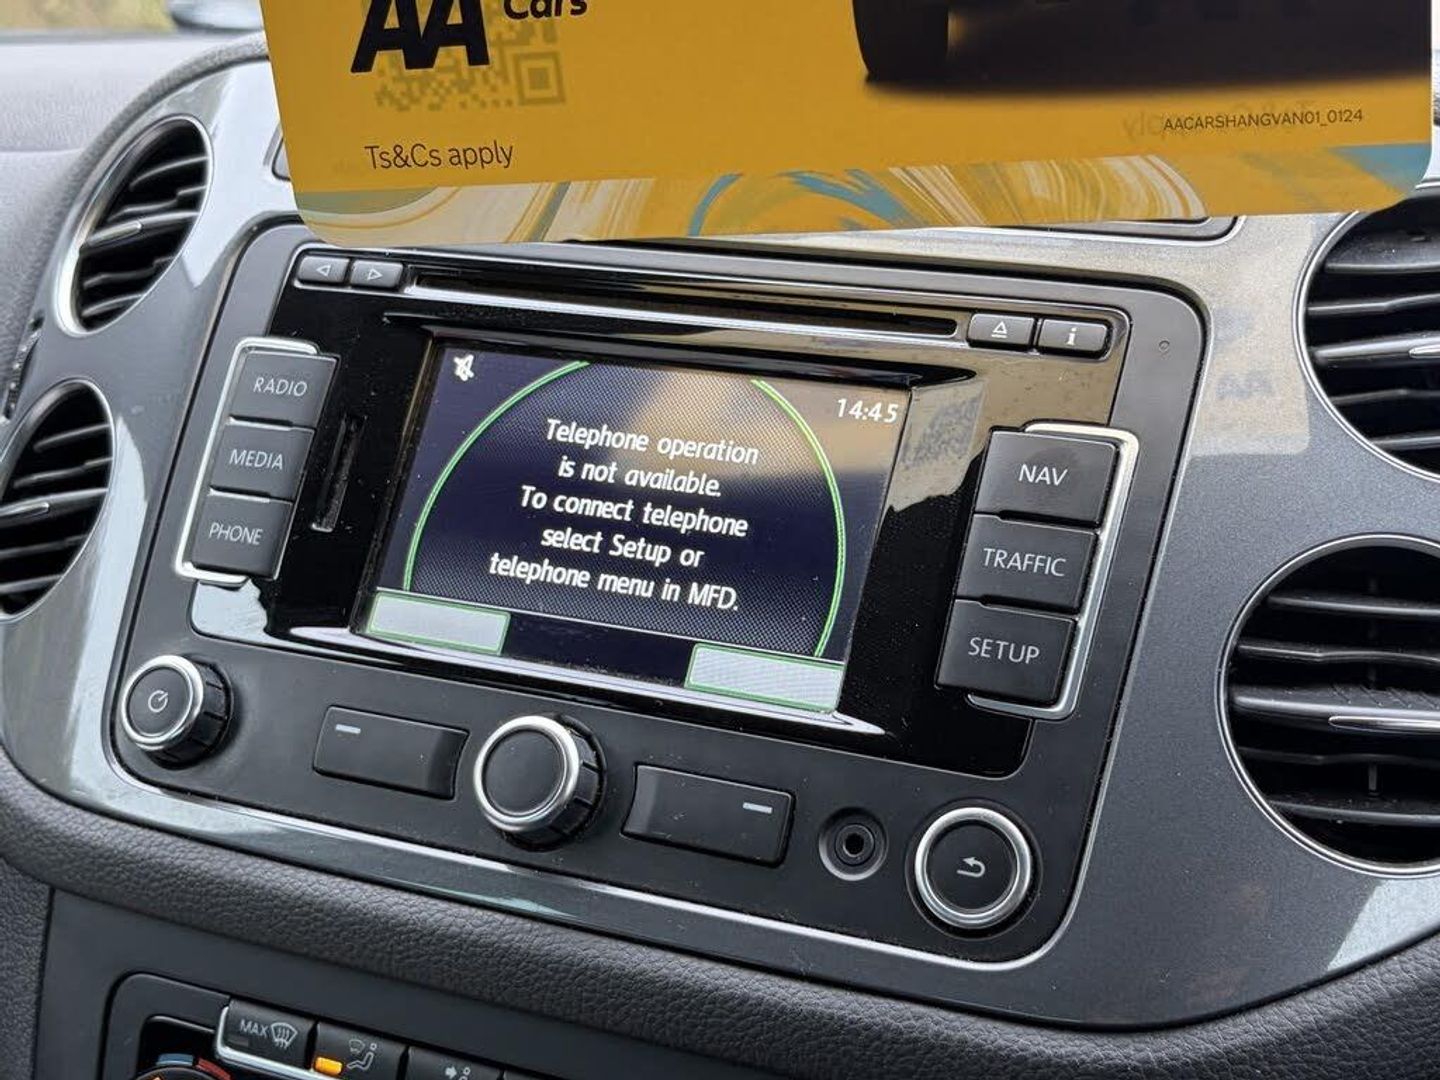 AA Cars
Ts&Cs apply
AACARSHANGVAN01_0124
RADIO
MEDIA
PHONE
14:45
Telephone operation
is not available.
To connect telephone
select Setup or
telephone menu in MFD.
NAV
TRAFFIC
SETUP
MAX